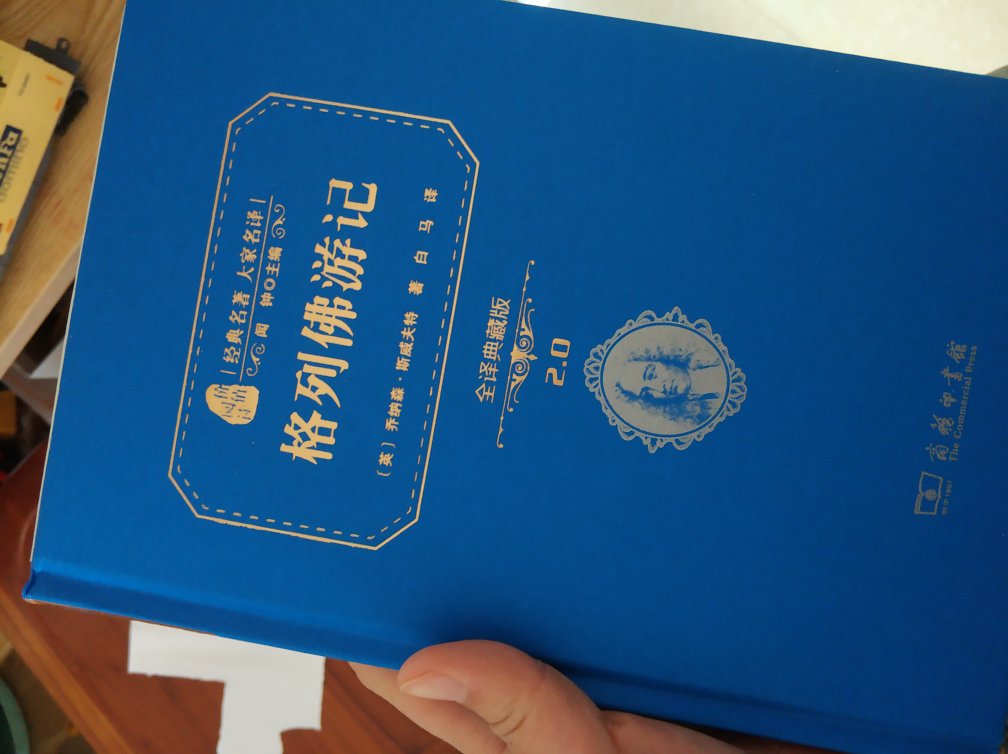 经典名著 大家名译
闻 钟 主编
格列佛游记
（英）乔纳森·斯威夫特 著 白 马 译
全译典藏版
2.0
商务印书馆
The Commercial Press